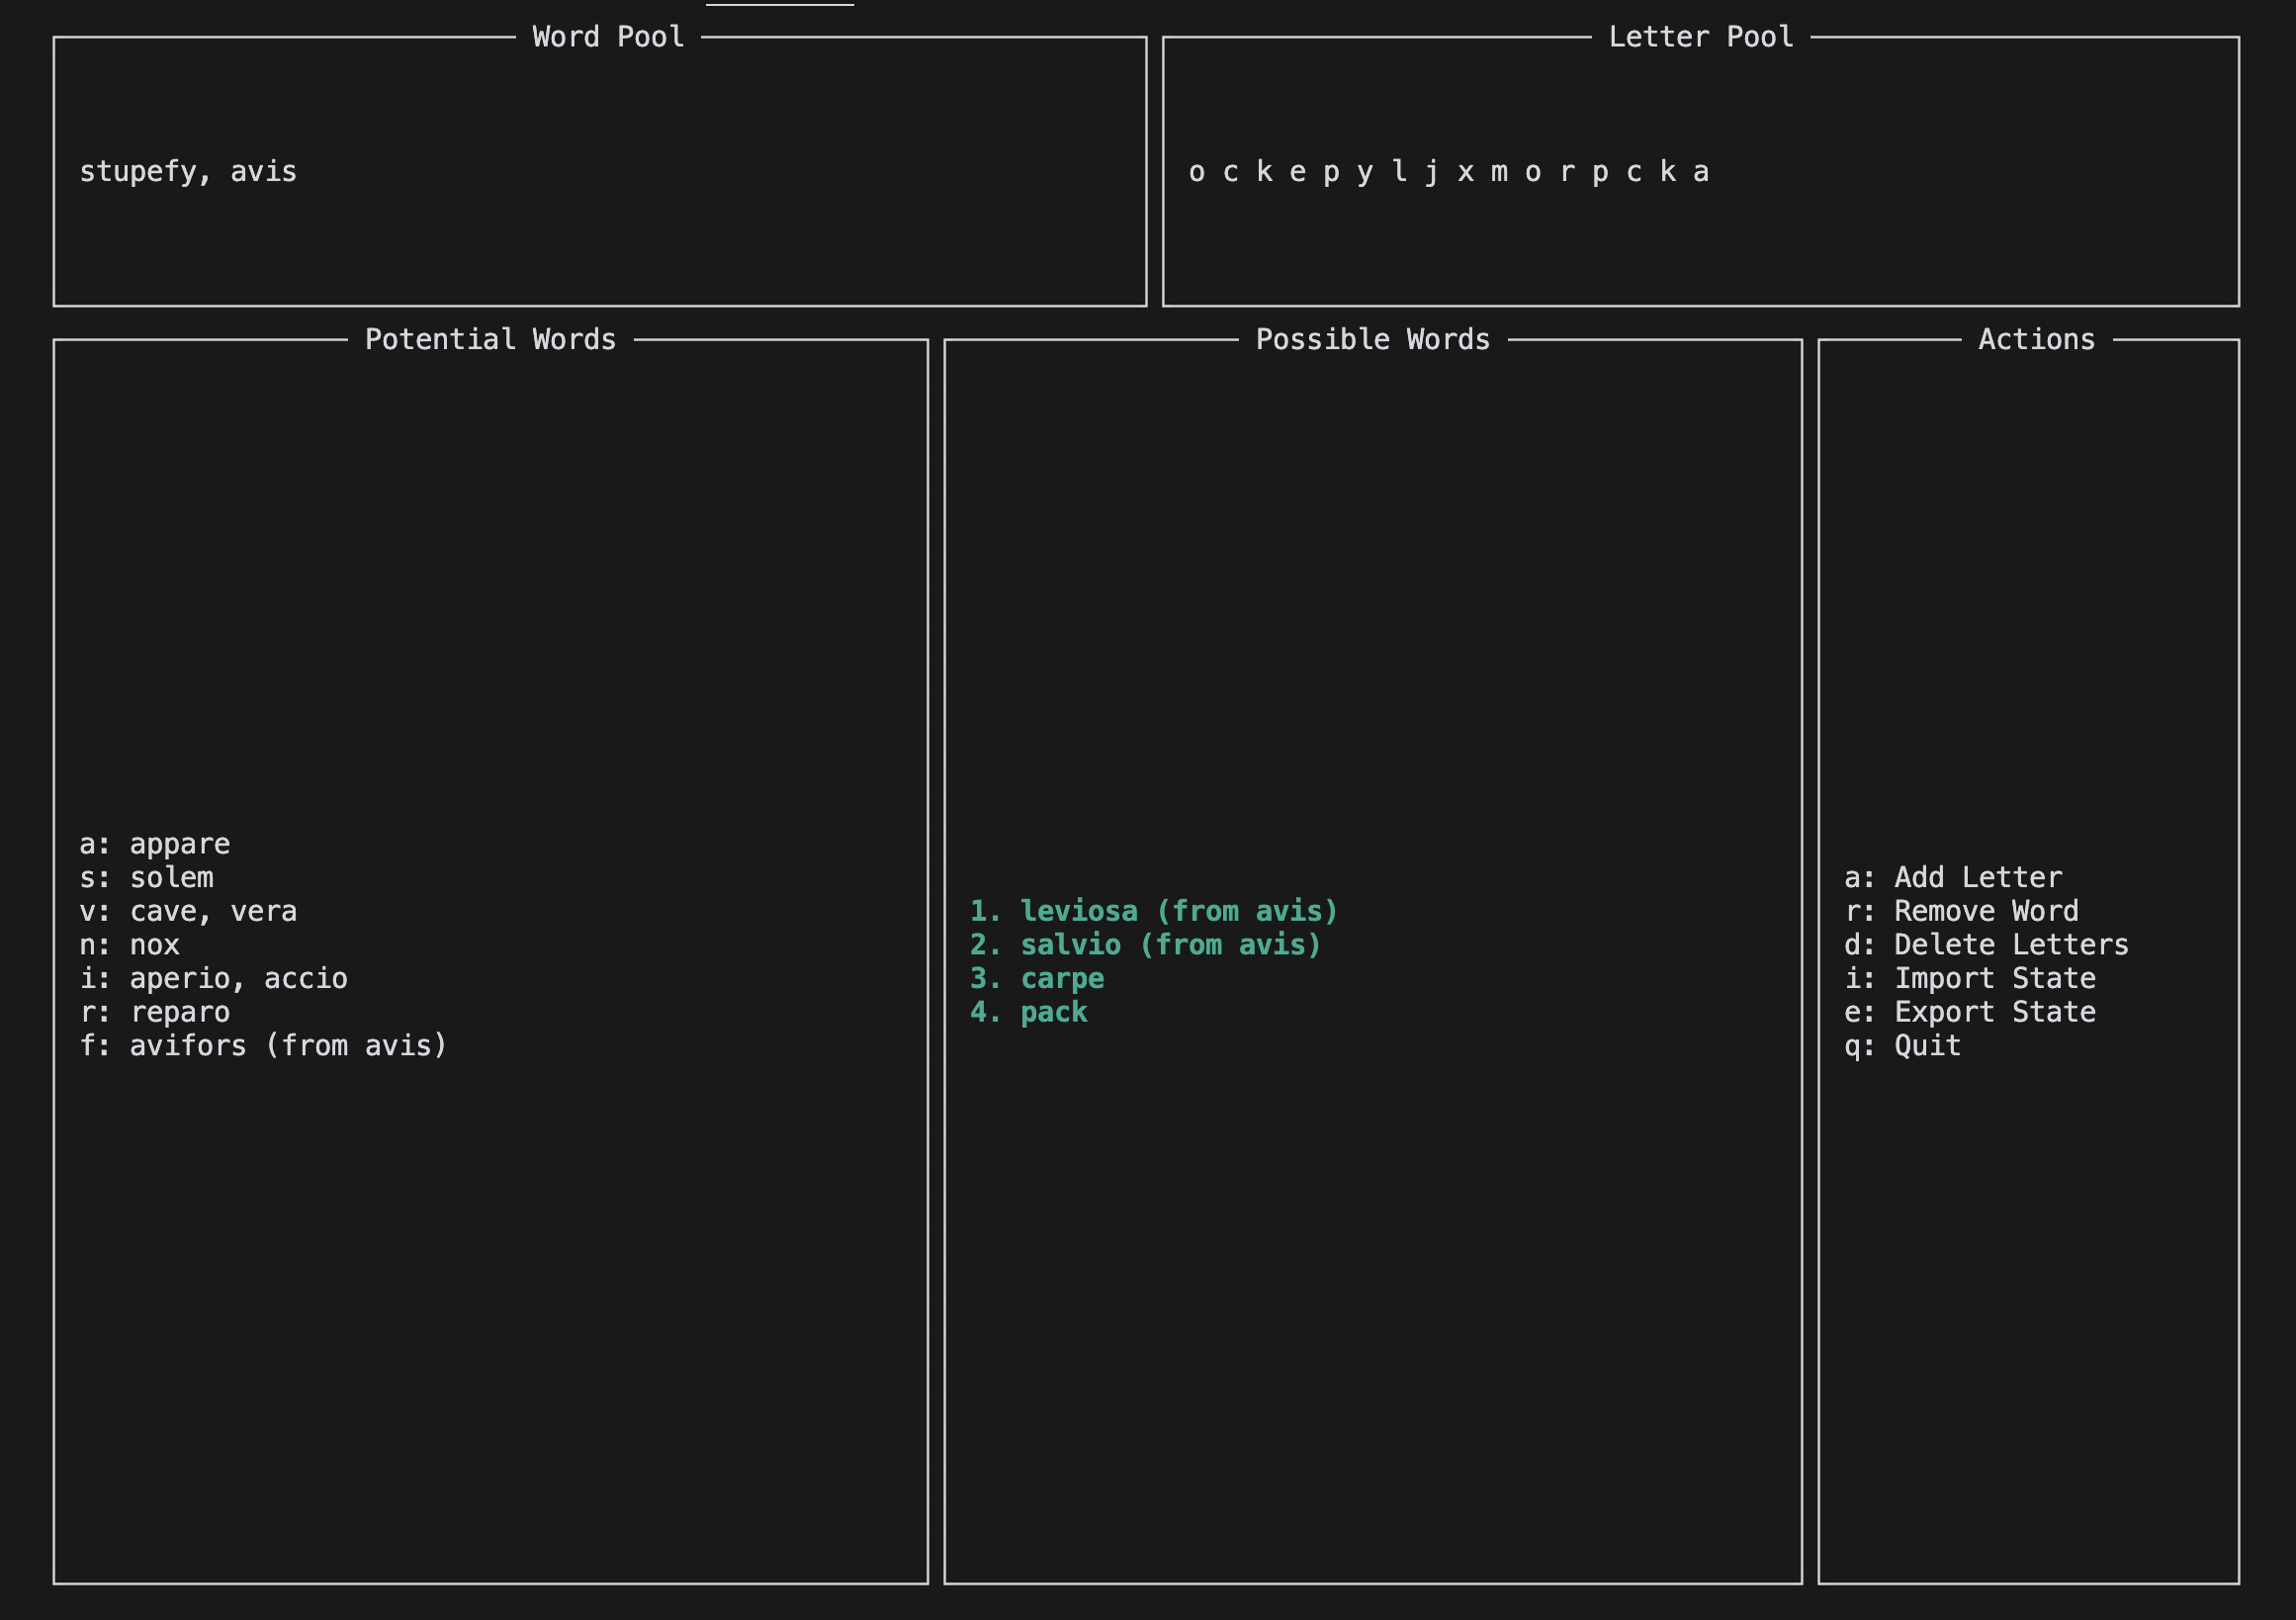 Word Pool
stupefy, avis
Letter Pool
o c k e p y l j x m o r p c k a
Potential Words
a: appare
s: solem
v: cave, vera
n: nox
i: aperio, accio
r: reparo
f: avifors (from avis)
Possible Words
1. leviosa (from avis)
2. salvio (from avis)
3. carpe
4. pack
Actions
a: Add Letter
r: Remove Word
d: Delete Letters
i: Import State
e: Export State
q: Quit